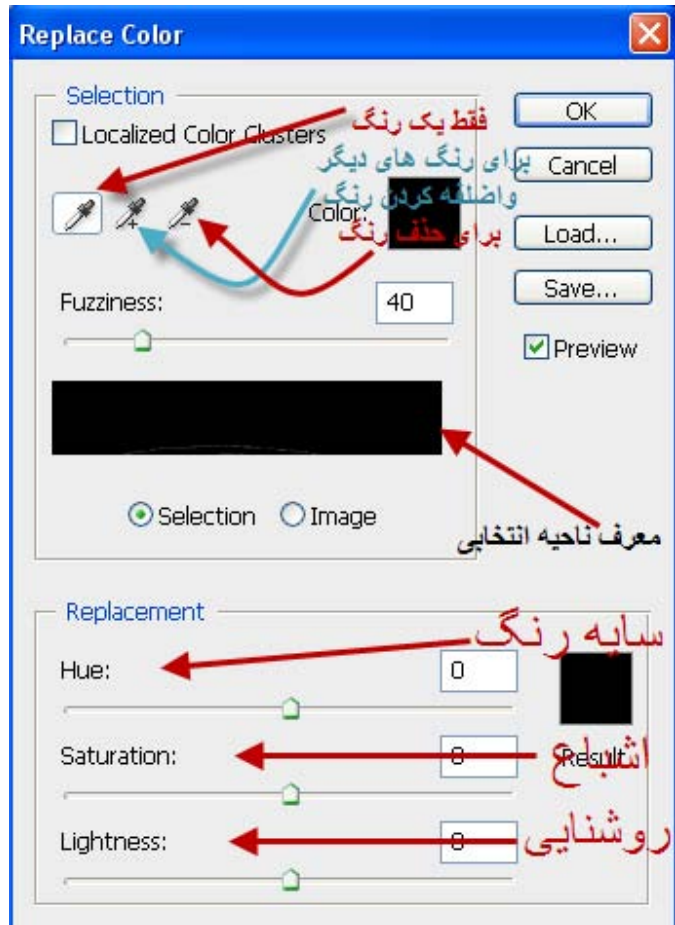 Replace Color
Selection
Localized Color Clusters
فقط یک رنگ
OK
برای رنگ های دیگر
Cancel
واضلفه کردن رنگ
Color:
برای حذف رنگ
Load...
Fuzziness:
40
Save...
Preview
Selection
Image
معرف ناحیه انتخابی
Replacement
سایه رنگ
Hue:
0
Saturation:
0
اشباع
Result
Lightness:
0
روشنایی